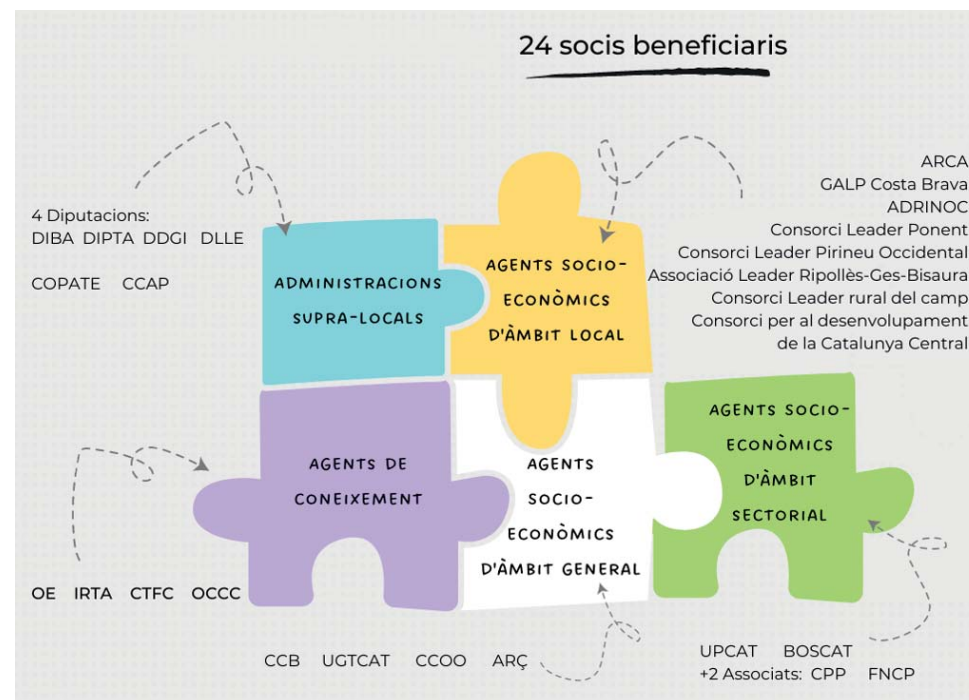 24 socis beneficiaris
4 Diputacions:
DIBA DIPTA DDGI DLLE
COPATE CCAP
ARCA
GALP Costa Brava
ADRINOC
Consorci Leader Ponent
Consorci Leader Pirineu Occidental
Associació Leader Ripollès-Ges-Bisaura
Consorci Leader rural del camp
Consorci per al desenvolupament
de la Catalunya Central
ADMINISTRACIONS
SUPRA-LOCALS
AGENTS SOCIO-
ECONÒMICS
D'ÀMBIT LOCAL
AGENTS DE
CONEIXEMENT
AGENTS
SOCIO-
ECONÒMICS
D'ÀMBIT GENERAL
AGENTS SOCIO-
ECONÒMICS
D'ÀMBIT
SECTORIAL
OE IRTA CTFC OCCC
CCB UGTCAT CCOO ARÇ
UPCAT BOSCAT
+2 Associats: CPP FNCP